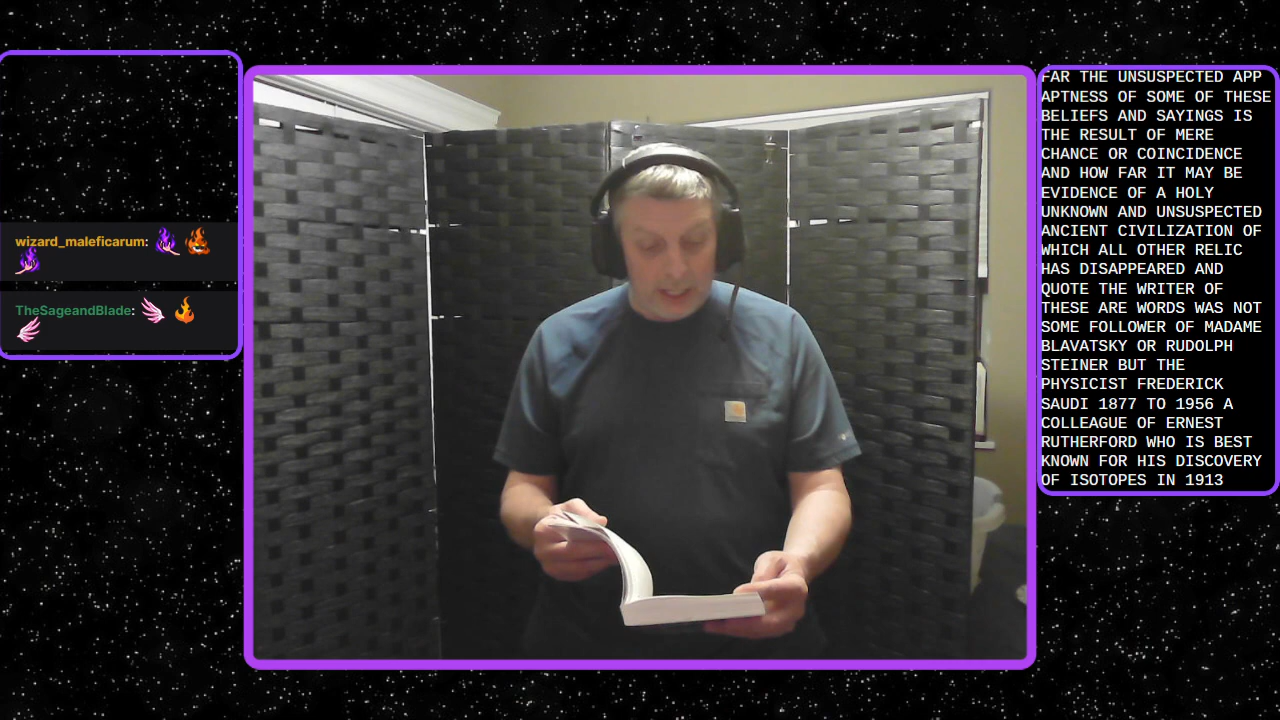 wizard_maleficarum:
TheSageandBlade:
FAR THE UNSUSPECTED APP
APTNESS OF SOME OF THESE
BELIEFS AND SAYINGS IS
THE RESULT OF MERE
CHANCE OR COINCIDENCE
AND HOW FAR IT MAY BE
EVIDENCE OF A HOLY
UNKNOWN AND UNSUSPECTED
ANCIENT CIVILIZATION OF
WHICH ALL OTHER RELIC
HAS DISAPPEARED AND
QUOTE THE WRITER OF
THESE ARE WORDS WAS NOT
SOME FOLLOWER OF MADAME
BLAVATSKY OR RUDOLPH
STEINER BUT THE
PHYSICIST FREDERICK
SAUDI 1877 TO 1956 A
COLLEAGUE OF ERNEST
RUTHERFORD WHO IS BEST
KNOWN FOR HIS DISCOVERY
OF ISOTOPES IN 1913